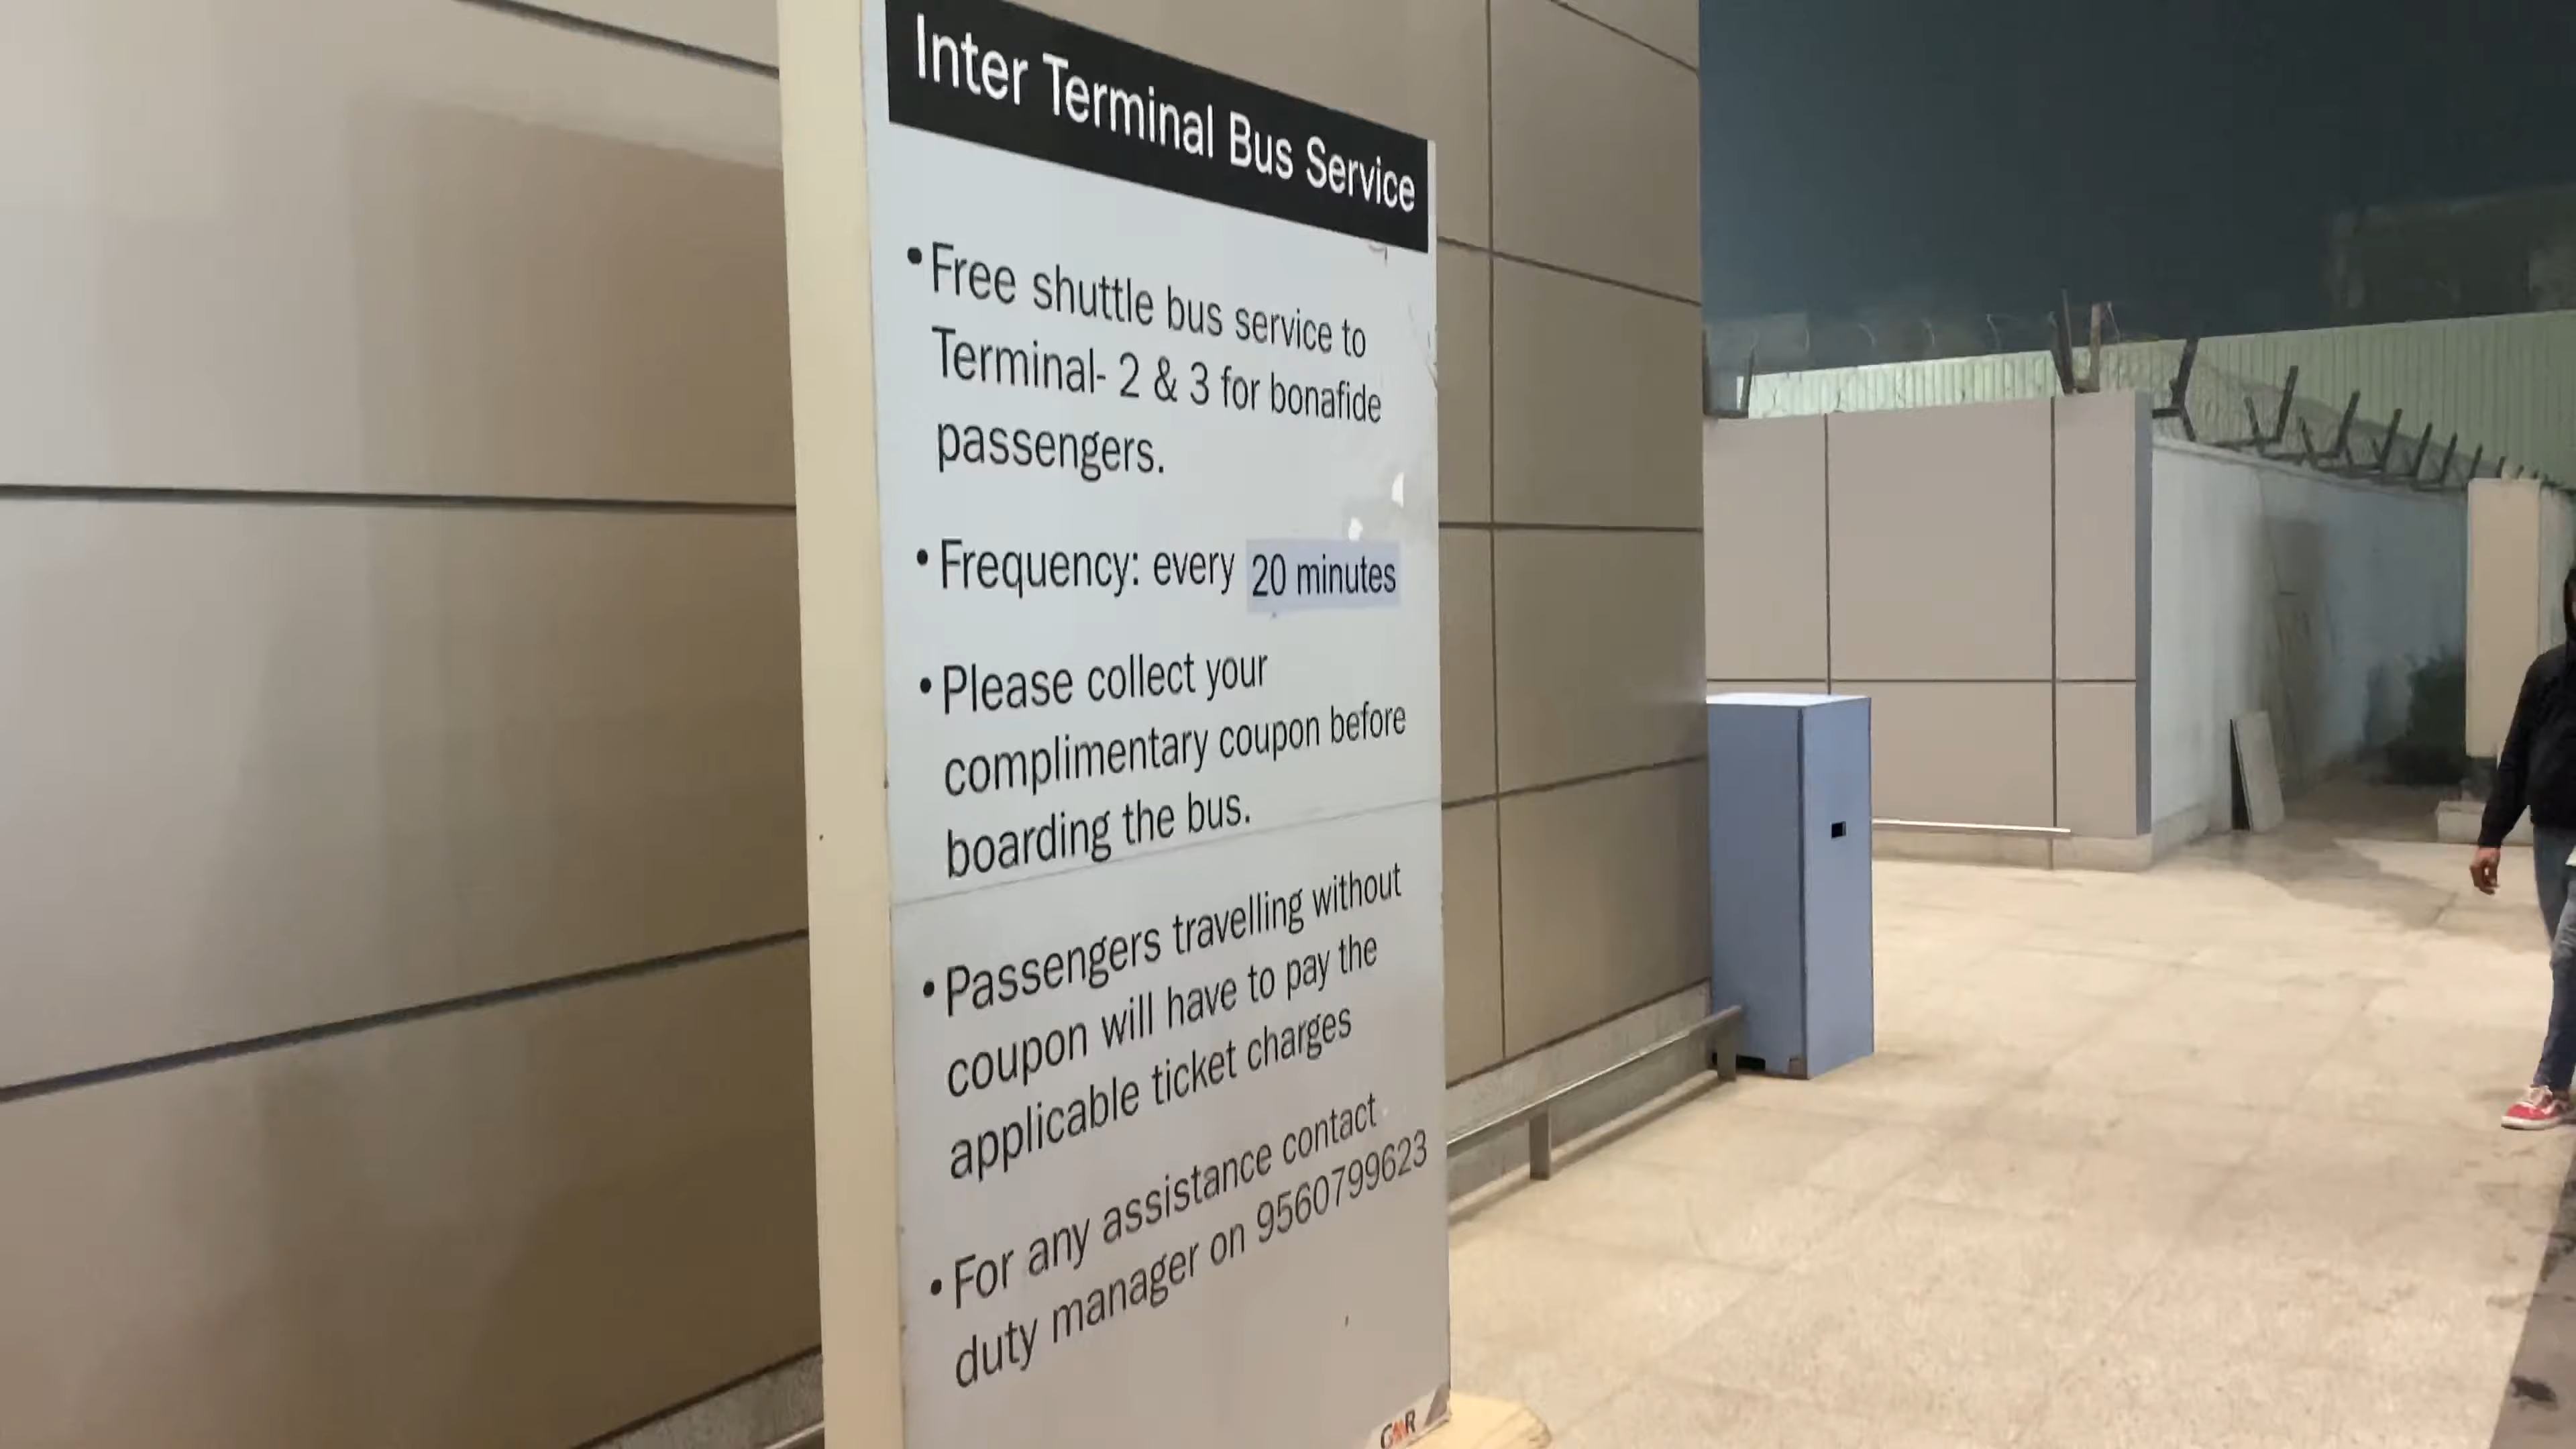 Inter Terminal Bus Service
• Free shuttle bus service to
Terminal- 2 & 3 for bonafide
passengers.
• Frequency: every 20 minutes
• Please collect your
complimentary coupon before
boarding the bus.
• Passengers travelling without
coupon will have to pay the
applicable ticket charges
• For any assistance contact
duty manager on 9560799623
GMR